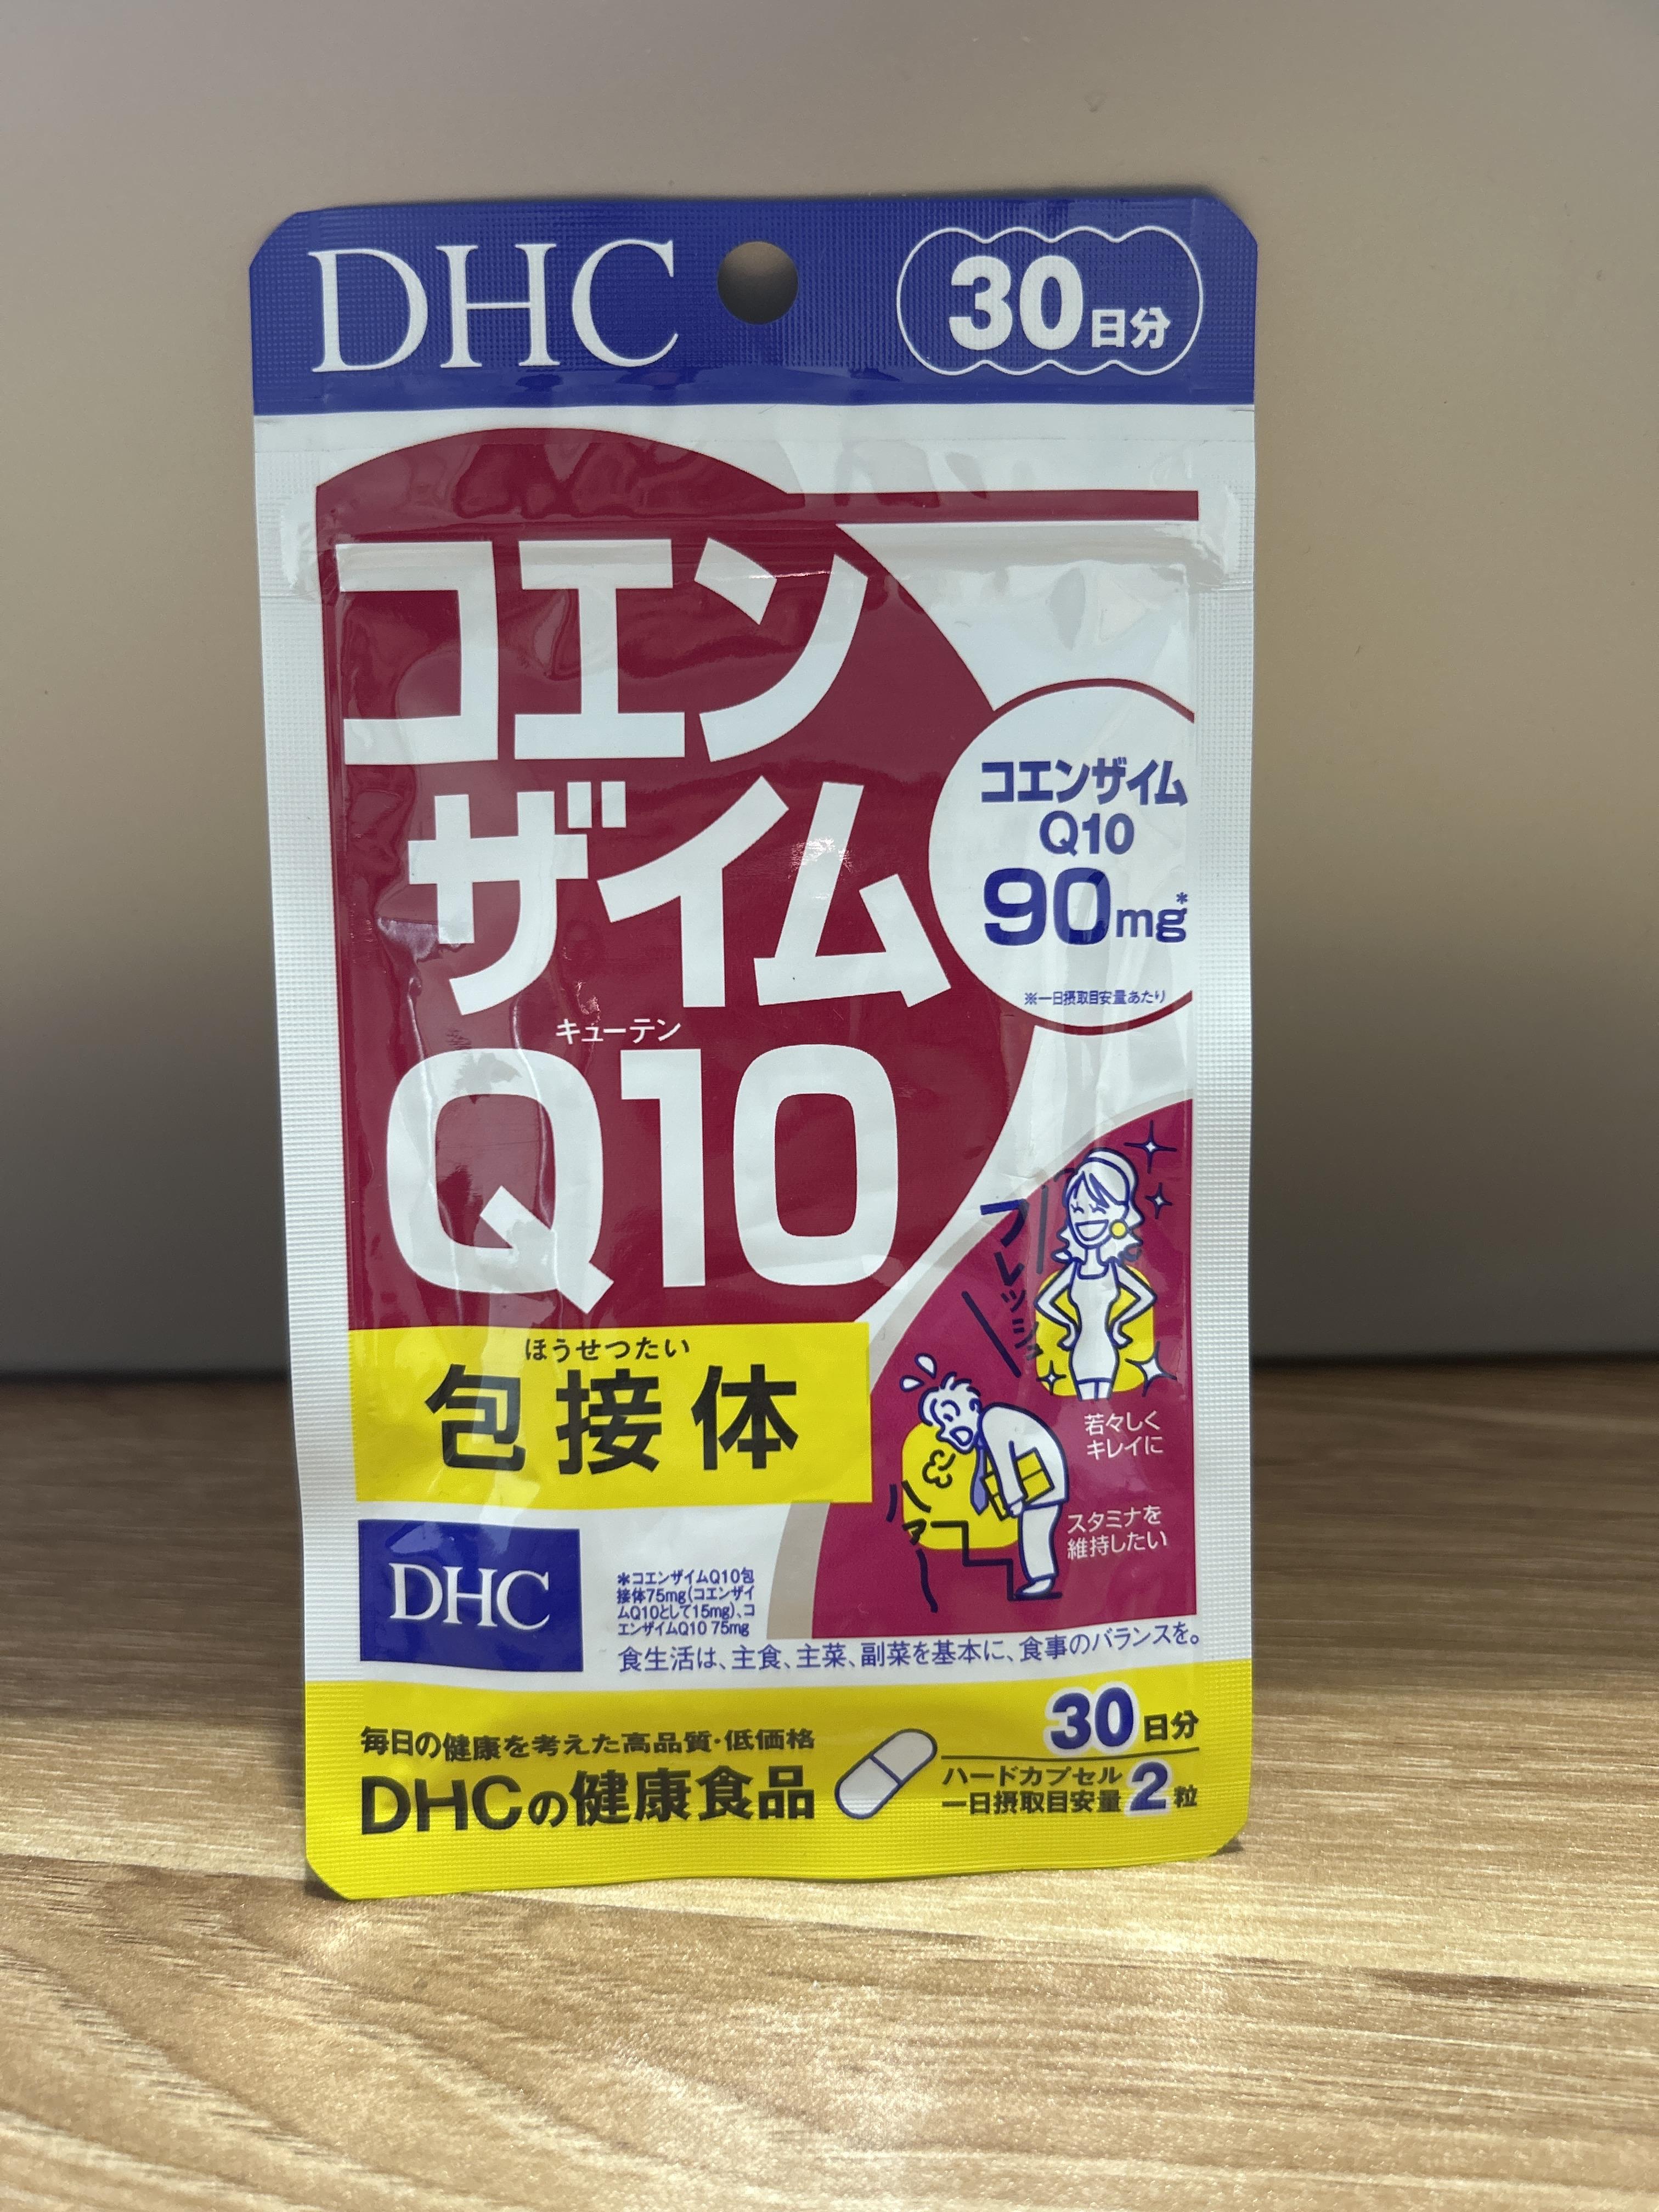 DHC
30日分
コエン
ザイム
キューテン
Q10
コエンザイム
Q10
90mg*
※一日摂取目安量あたり
ほうせつたい
包接体
フレッシュ
若々しく
キレイに
ハァー
スタミナを
維持したい
DHC
*コエンザイムQ10包
接体75mg(コエンザイ
ムQ10として15mg)、コ
エンザイムQ10 75mg
食生活は、主食、主菜、副菜を基本に、食事のバランスを。
毎日の健康を考えた高品質・低価格
DHCの健康食品
30日分
ハードカプセル
一日摂取目安量2粒